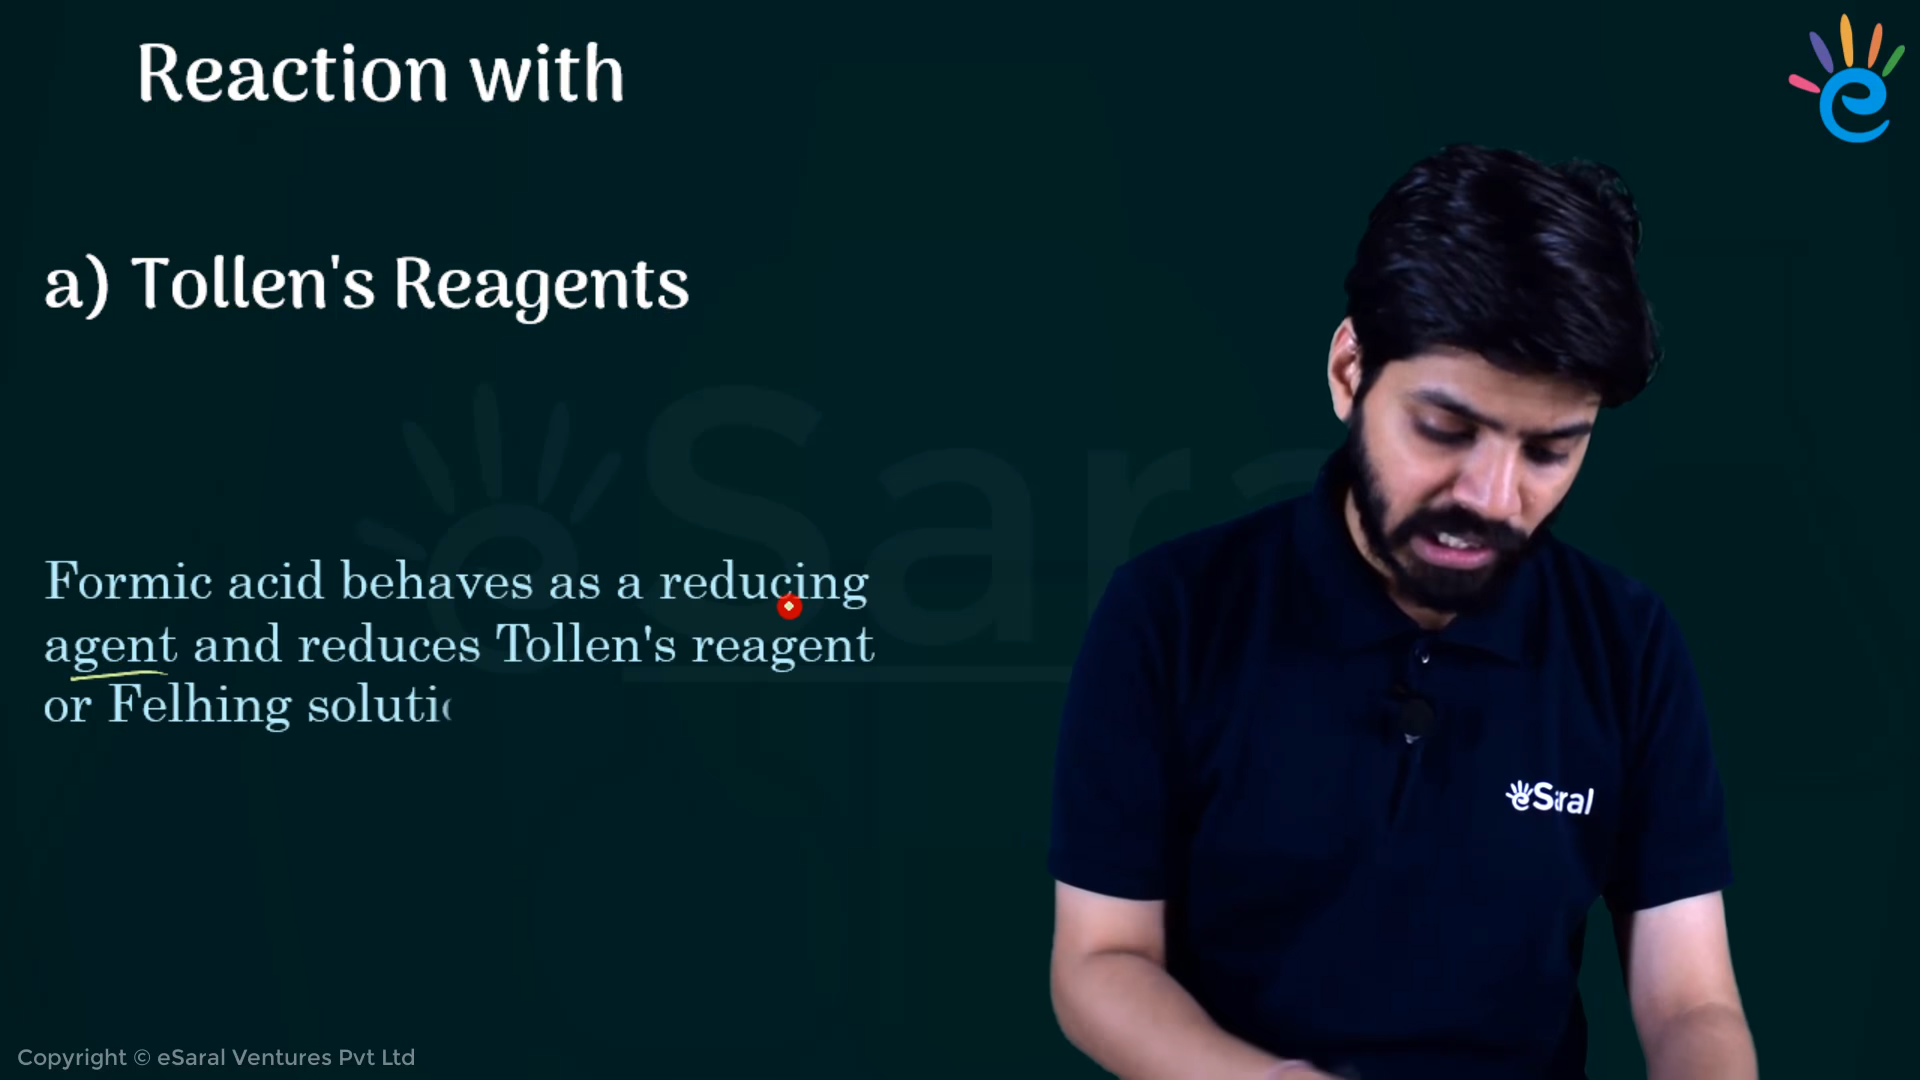 Reaction with
a) Tollen's Reagents
Formic acid behaves as a reducing
agent and reduces Tollen's reagent
or Felhing
eSaral
Copyright © eSaral Ventures Pvt Ltd